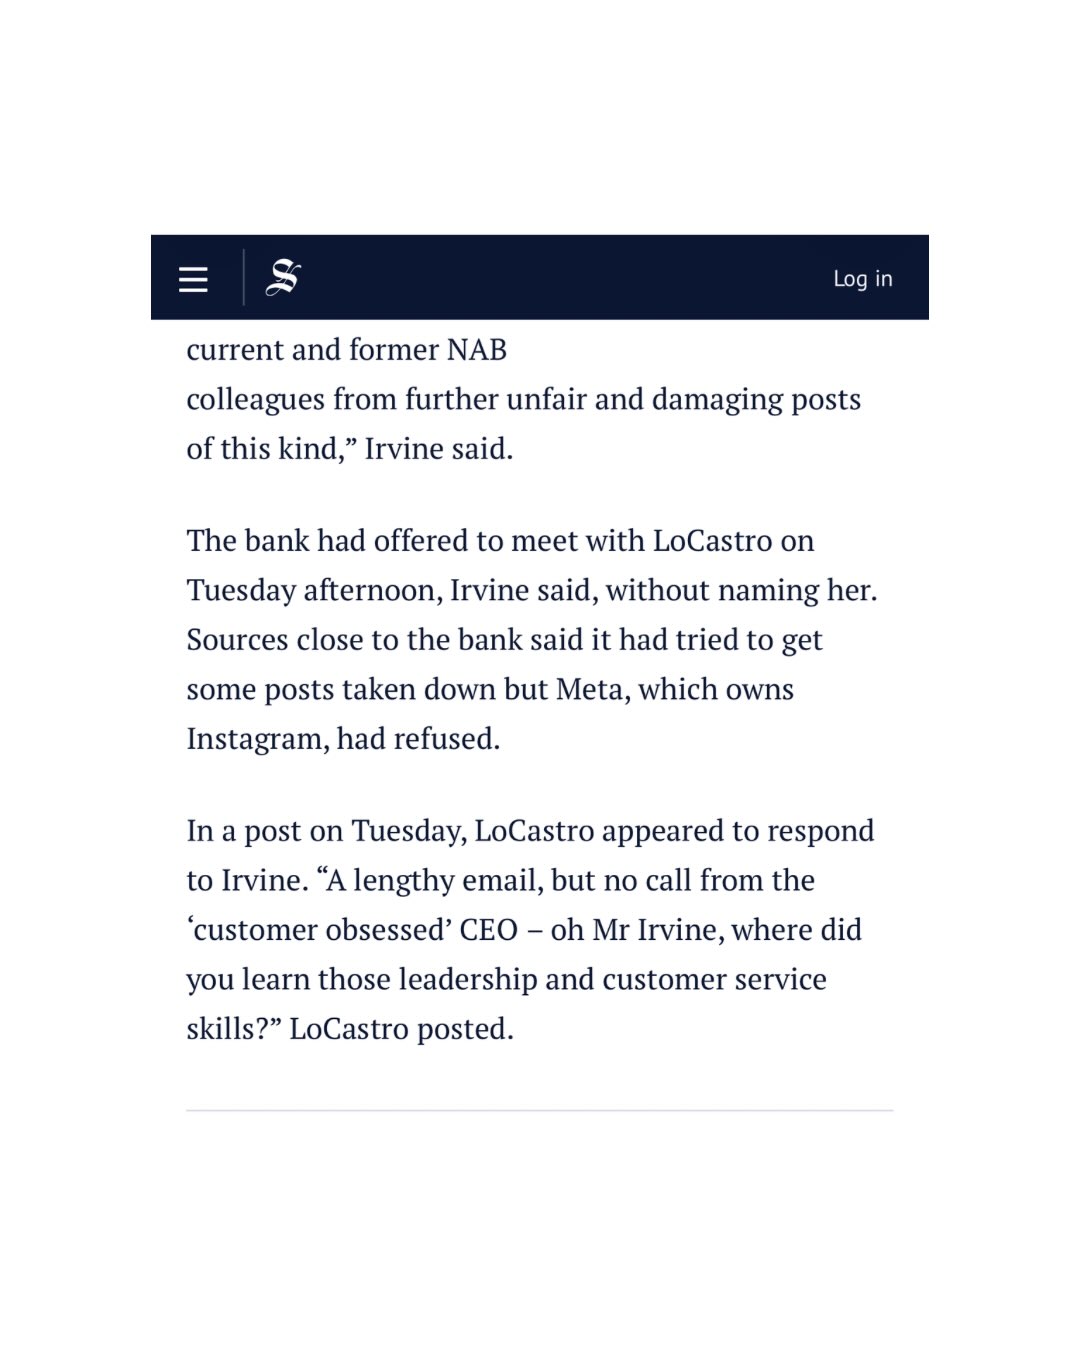 S
Log in
current and former NAB
colleagues from further unfair and damaging posts
of this kind,” Irvine said.
The bank had offered to meet with LoCastro on
Tuesday afternoon, Irvine said, without naming her.
Sources close to the bank said it had tried to get
some posts taken down but Meta, which owns
Instagram, had refused.
In a post on Tuesday, LoCastro appeared to respond
to Irvine. “A lengthy email, but no call from the
‘customer obsessed’ CEO – oh Mr Irvine, where did
you learn those leadership and customer service
skills?” LoCastro posted.